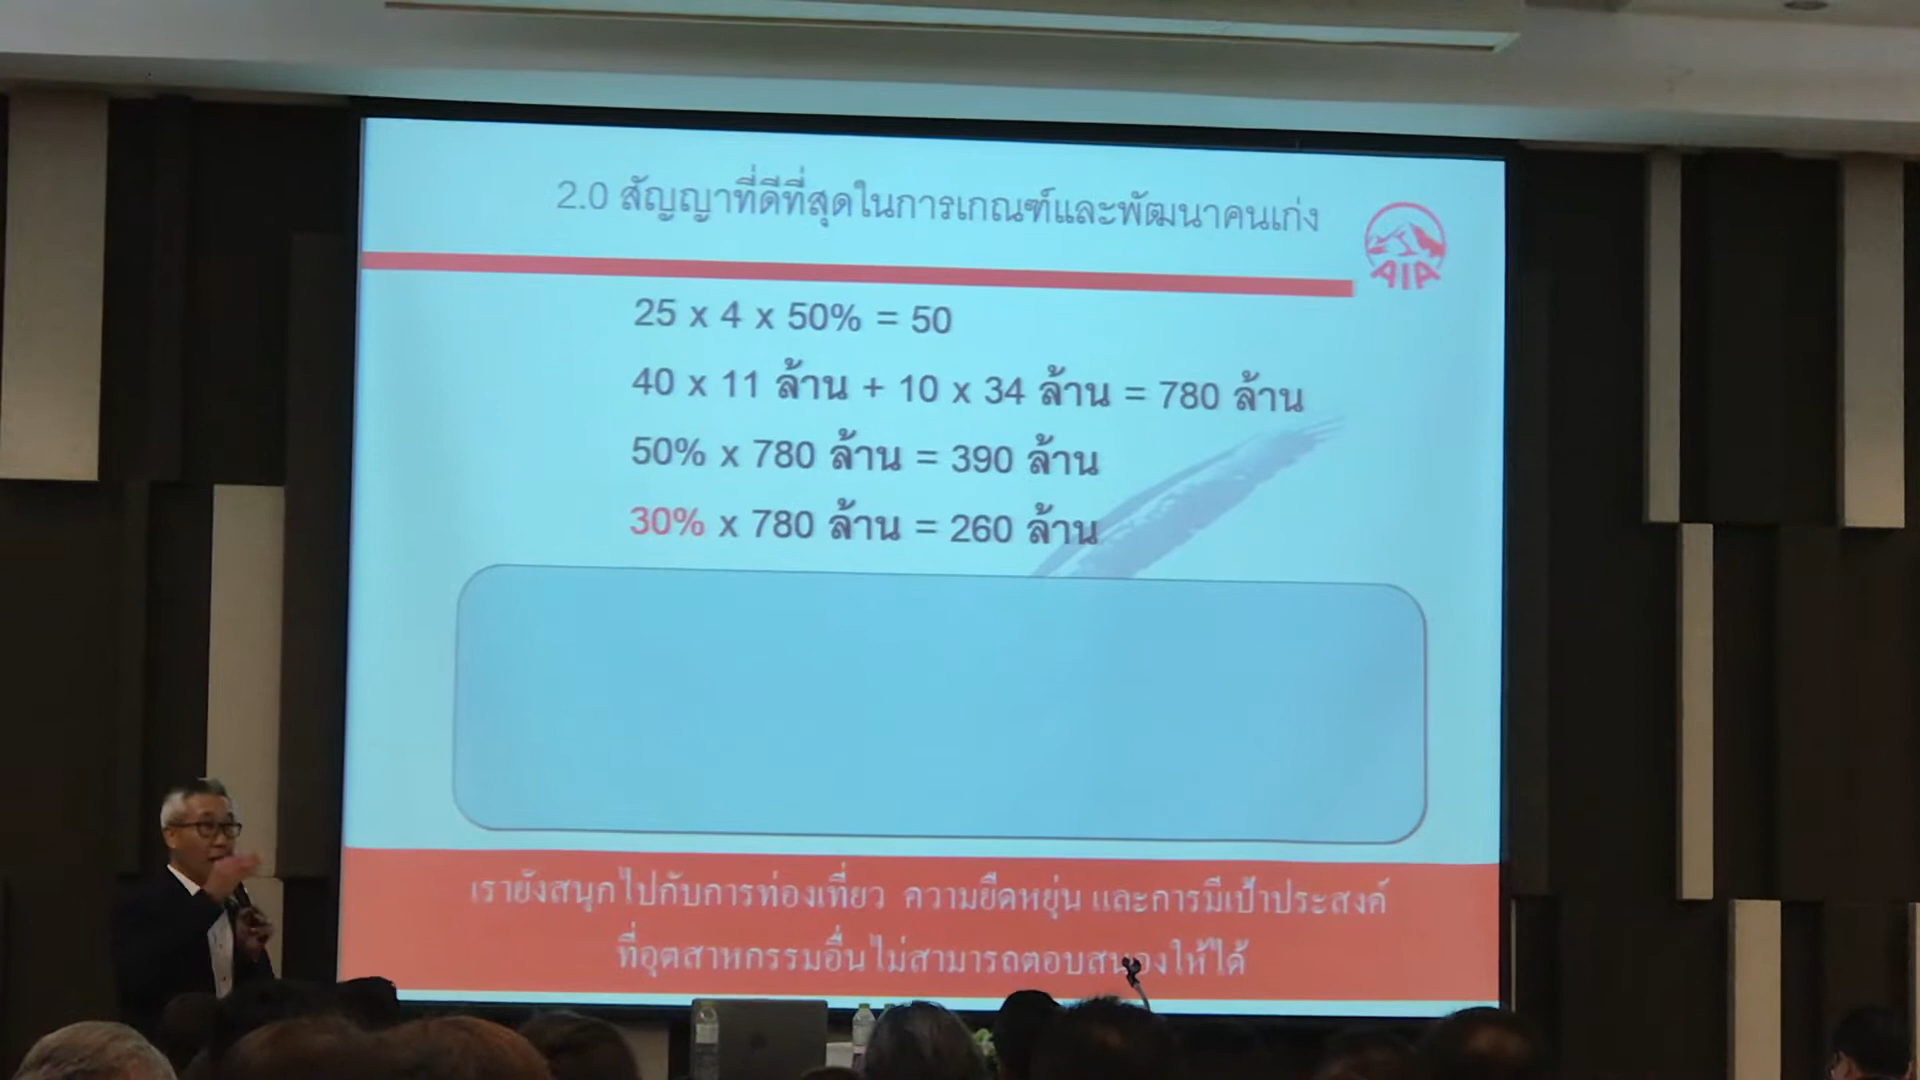 2.0 สัญญาที่ดีที่สุดในการเกณฑ์และพัฒนาคนเก่ง
AIA
25 x 4 x 50% = 50
40 x 11 ล้าน + 10 x 34 ล้าน = 780 ล้าน
50% x 780 ล้าน = 390 ล้าน
30% x 780 ล้าน = 260 ล้าน
เรายังสนุกไปกับการท่องเที่ยว ความยืดหยุ่น และการมีเป้าประสงค์
ที่อุตสาหกรรมอื่นไม่สามารถตอบสนองให้ได้